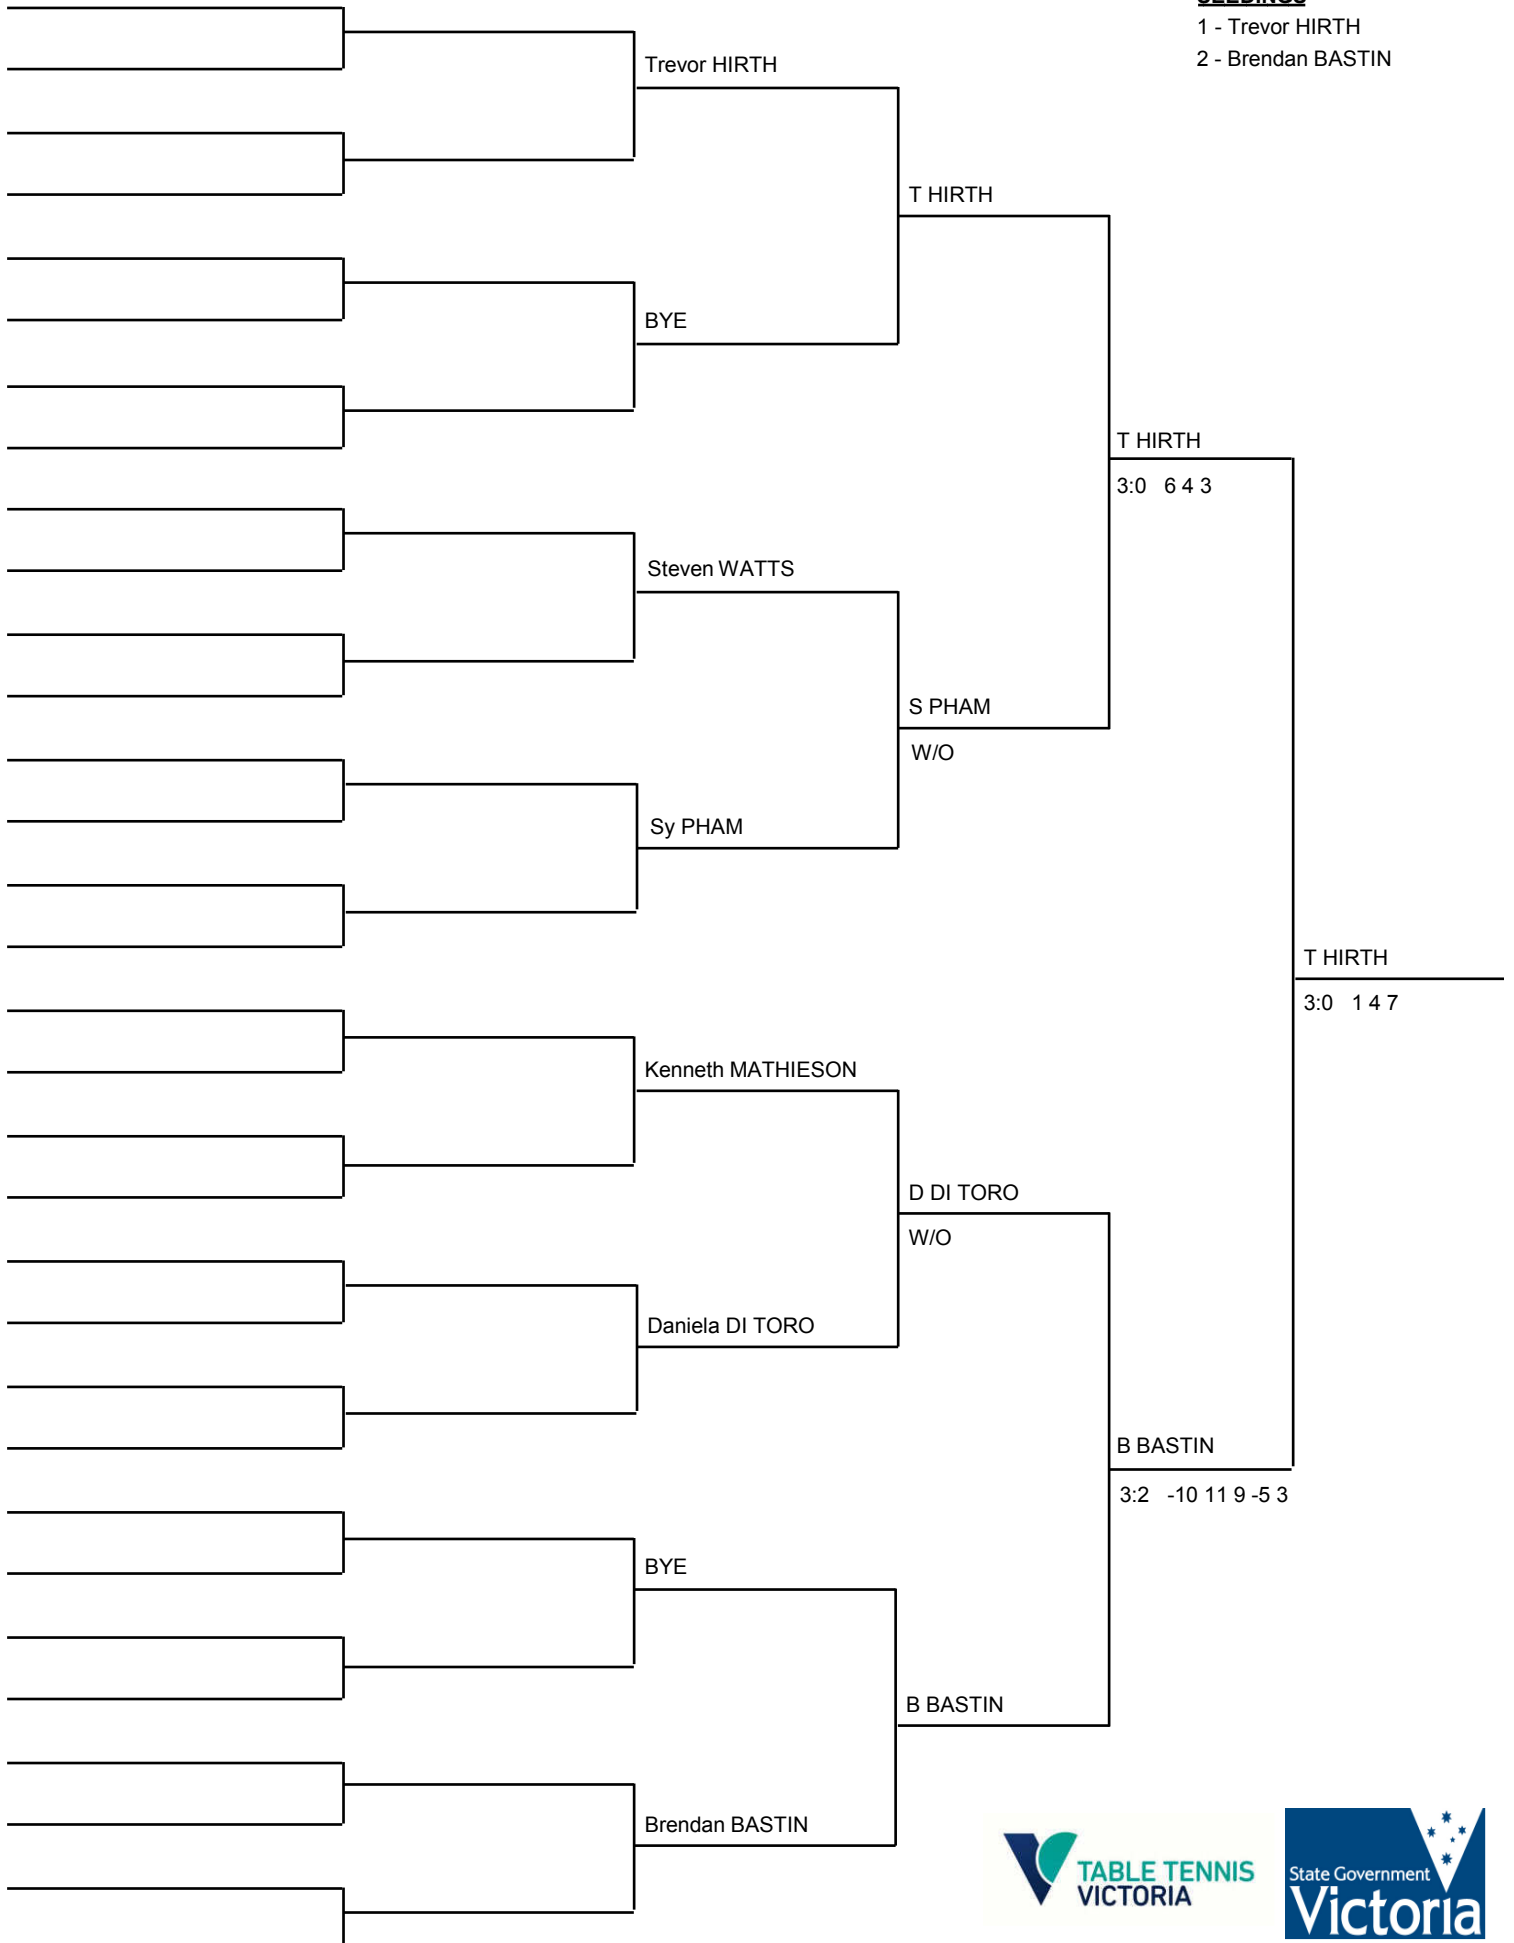 SEEDINGS
1 - Trevor HIRTH
2 - Brendan BASTIN
Trevor HIRTH
T HIRTH
BYE
T HIRTH
3:0 6 4 3
Steven WATTS
S PHAM
W/O
Sy PHAM
T HIRTH
3:0 1 4 7
Kenneth MATHIESON
D DI TORO
W/O
Daniela DI TORO
B BASTIN
3:2 -10 11 9 -5 3
BYE
B BASTIN
Brendan BASTIN
TABLE TENNIS
VICTORIA
State Government
Victoria